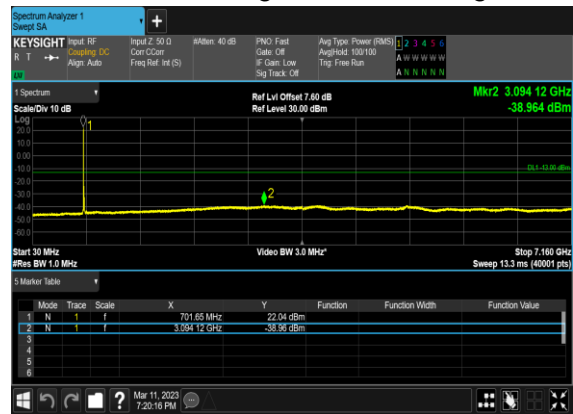 Spectrum Analyzer 1
Swept SA
+
KEYSIGHT Input: RF Input Z: 50 Ω #Atten: 40 dB PNO: Fast Avg Type: Power (RMS) 1 2 3 4 5 6
R T Coupling: DC Corr CCorr Gate: Off Avg|Hold: 100/100 A W W W W W
Align: Auto Freq Ref: Int (S) IF Gain: Low Trig: Free Run
Sig Track: Off A N N N N N
LW
1 Spectrum Ref Lvl Offset 7.60 dB Mkr2 3.094 12 GHz
Scale/Div 10 dB Ref Level 30.00 dBm -38.964 dBm
Log
20.0
10.0
0.00
-10.0
-20.0
-30.0
-40.0
-50.0
-60.0
1
2
DL1 -13.00 dBm
Start 30 MHz Video BW 3.0 MHz* Stop 7.160 GHz
#Res BW 1.0 MHz Sweep 13.3 ms (40001 pts)
5 Marker Table
Mode Trace Scale X Y Function Function Width Function Value
1 N 1 f 701.65 MHz 22.04 dBm
2 N 1 f 3.094 12 GHz -38.96 dBm
3
4
5
6
? Mar 11, 2023
7:20:16 PM